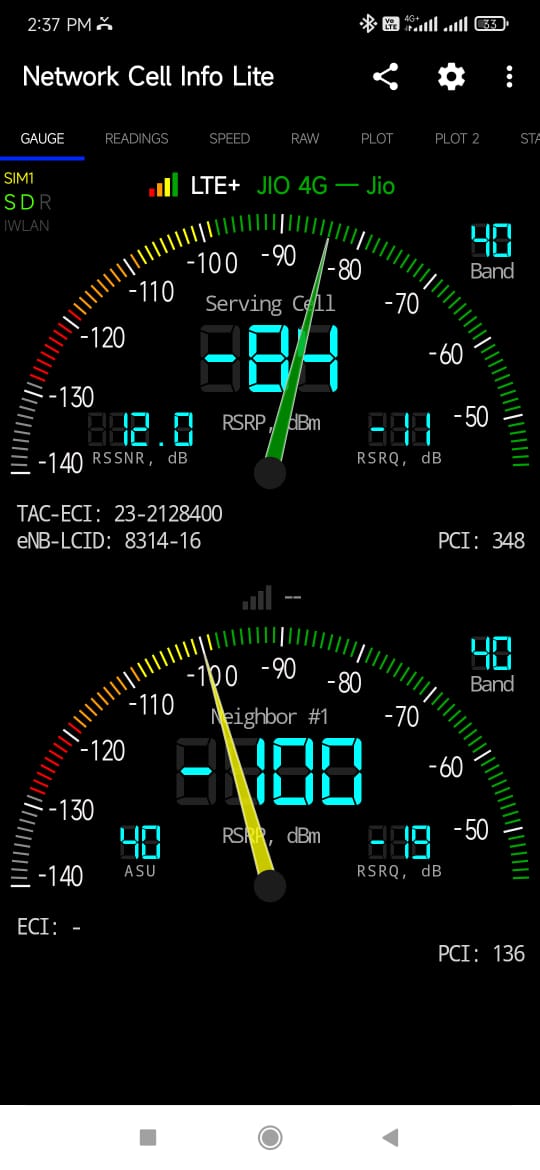 2:37 PM
Vo LTE 4G+ 33
Network Cell Info Lite
GAUGE READINGS SPEED RAW PLOT PLOT 2 STA
SIM1
S D R
IWLAN
LTE+ JIO 4G — Jio
40
Band
-140 -130 -120 -110 -100 -90 -80 -70 -60 -50
Serving Cell
-84
RSRP, dBm
12.0
RSSNR, dB
-11
RSRQ, dB
TAC-ECI: 23-2128400
eNB-LCID: 8314-16
PCI: 348
--
40
Band
-140 -130 -120 -110 -100 -90 -80 -70 -60 -50
Neighbor #1
-100
RSRP, dBm
40
ASU
-19
RSRQ, dB
ECI: -
PCI: 136